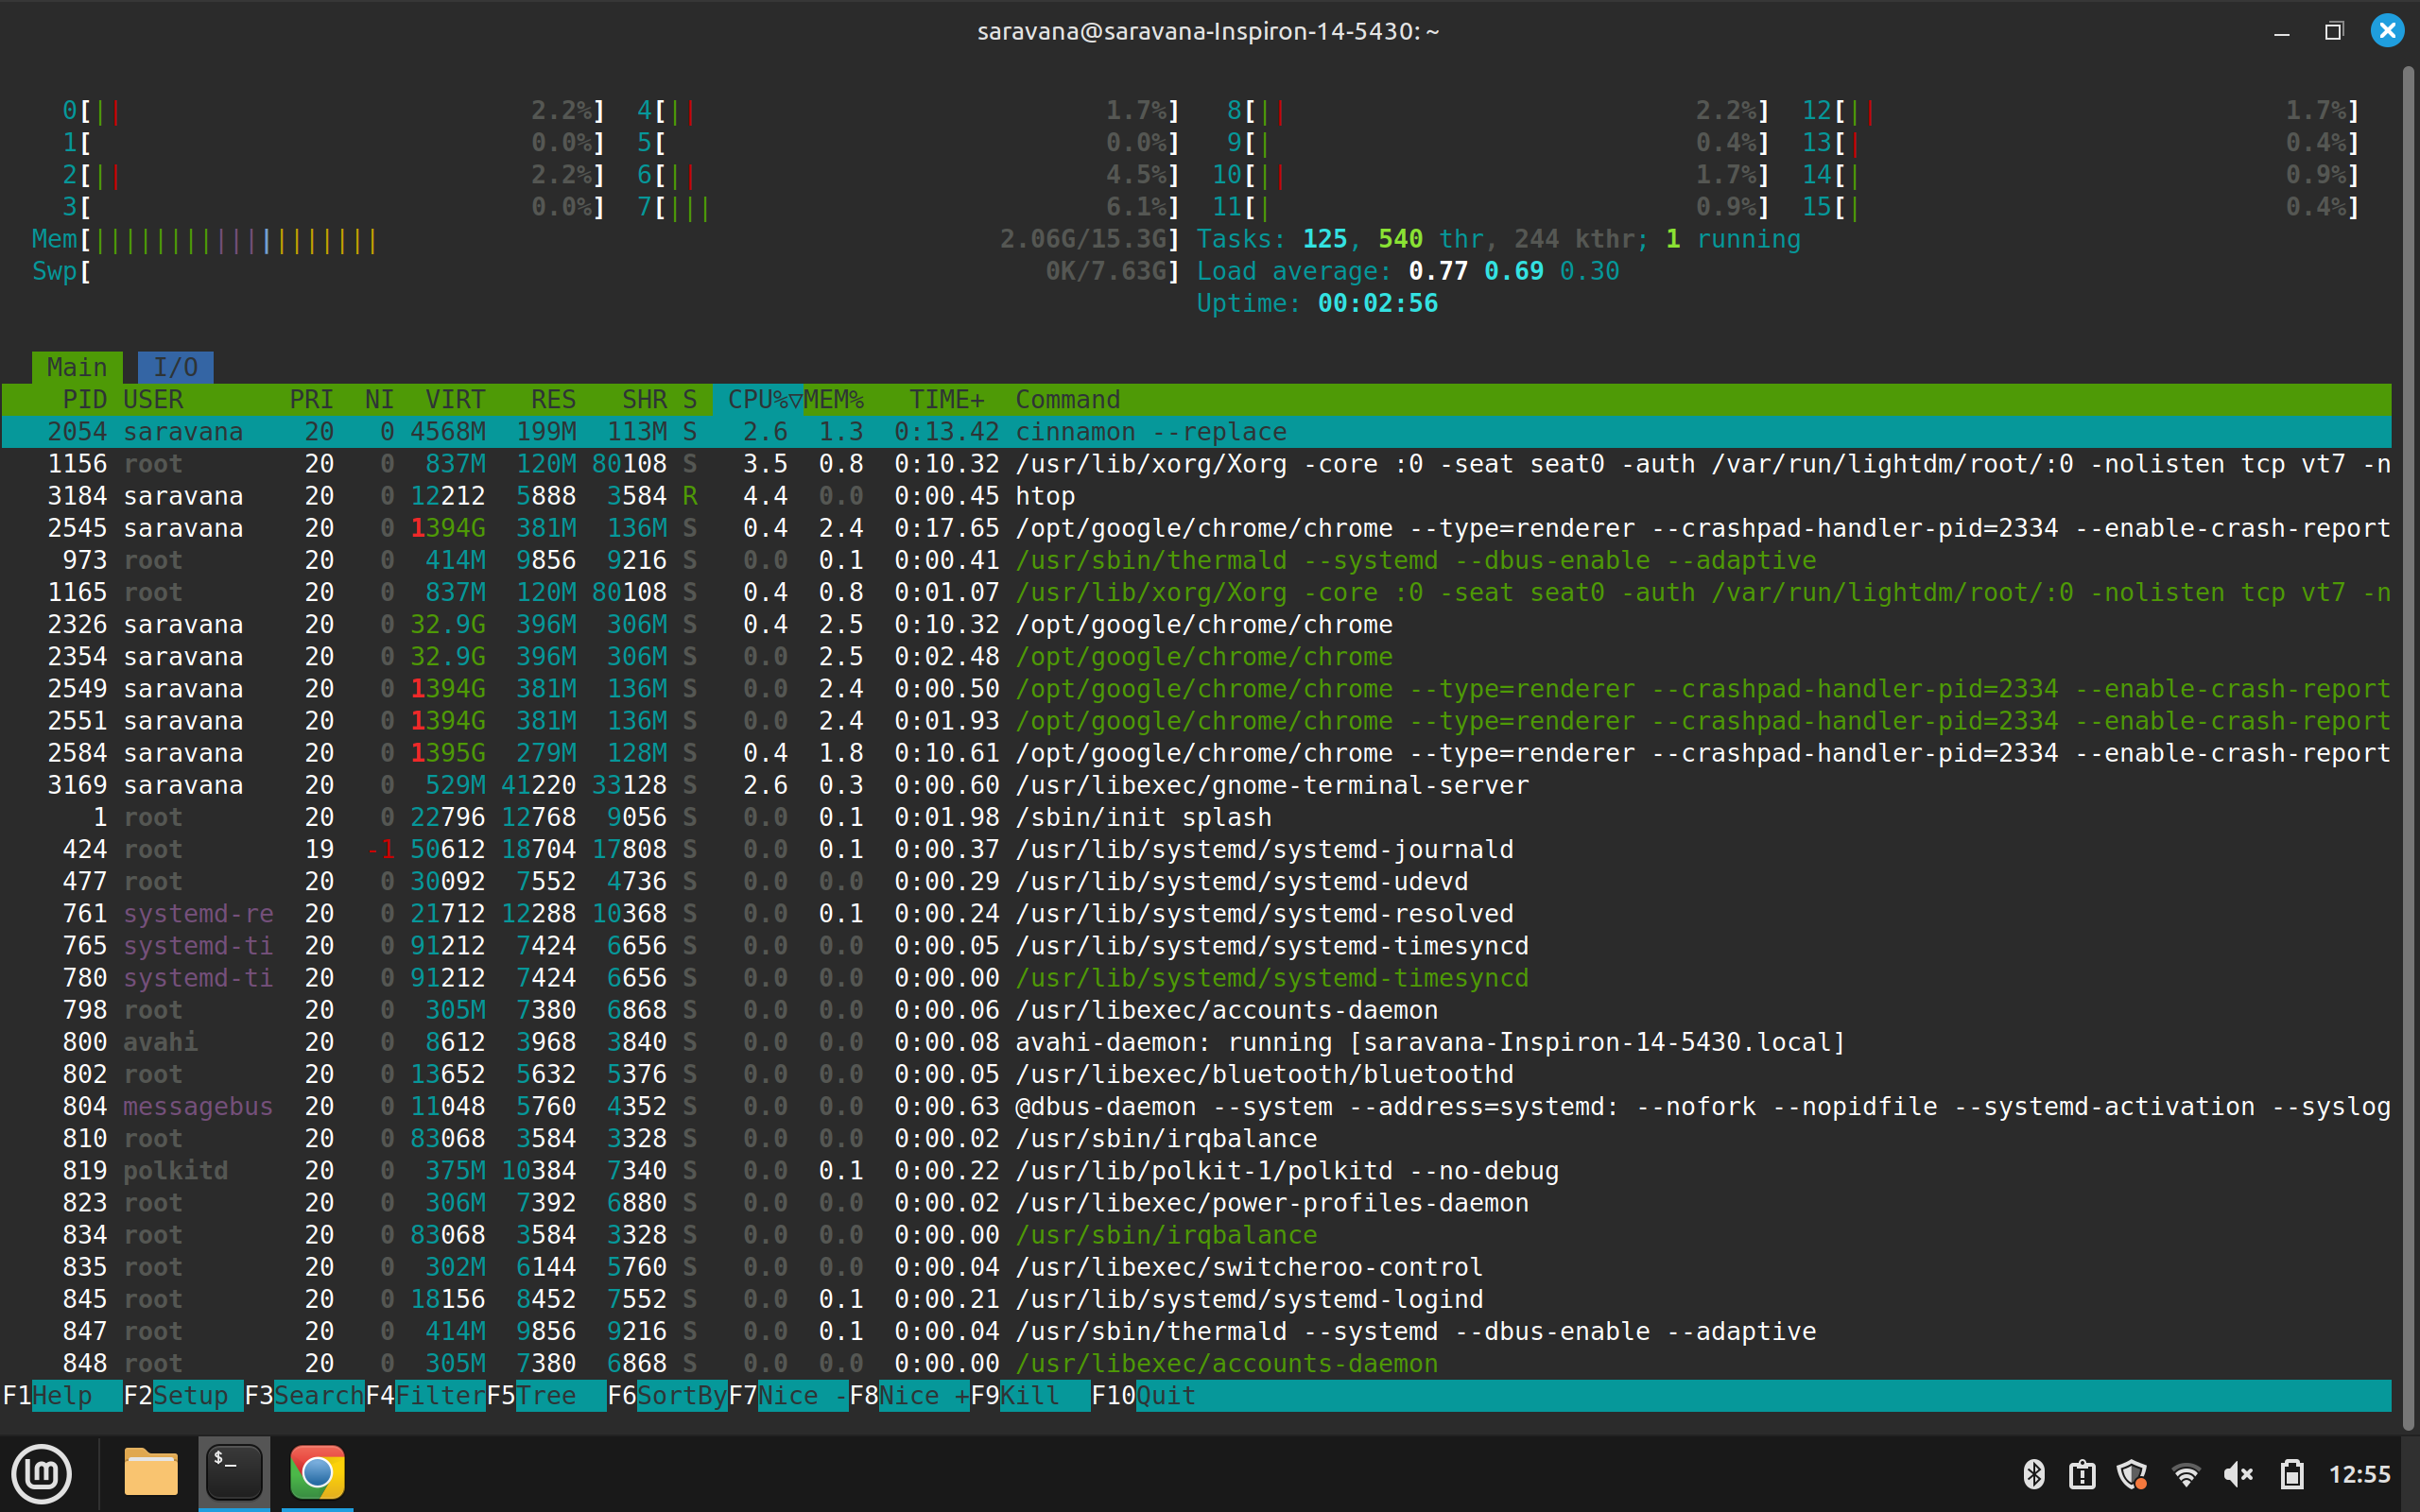 saravana@saravana-Inspiron-14-5430: ~
0[|| 2.2%] 4[|| 1.7%] 8[|| 2.2%] 12[|| 1.7%]
1[ 0.0%] 5[ 0.0%] 9[| 0.4%] 13[| 0.4%]
2[|| 2.2%] 6[|| 4.5%] 10[|| 1.7%] 14[| 0.9%]
3[ 0.0%] 7[||| 6.1%] 11[| 0.9%] 15[| 0.4%]
Mem[||||||||||||||||||| 2.06G/15.3G] Tasks: 125, 540 thr, 244 kthr; 1 running
Swp[ 0K/7.63G] Load average: 0.77 0.69 0.30
Uptime: 00:02:56
Main I/O
PID USER PRI NI VIRT RES SHR S CPU%▽MEM% TIME+ Command
2054 saravana 20 0 4568M 199M 113M S 2.6 1.3 0:13.42 cinnamon --replace
1156 root 20 0 837M 120M 80108 S 3.5 0.8 0:10.32 /usr/lib/xorg/Xorg -core :0 -seat seat0 -auth /var/run/lightdm/root/:0 -nolisten tcp vt7 -n
3184 saravana 20 0 12212 5888 3584 R 4.4 0.0 0:00.45 htop
2545 saravana 20 0 1394G 381M 136M S 0.4 2.4 0:17.65 /opt/google/chrome/chrome --type=renderer --crashpad-handler-pid=2334 --enable-crash-report
973 root 20 0 414M 9856 9216 S 0.0 0.1 0:00.41 /usr/sbin/thermald --systemd --dbus-enable --adaptive
1165 root 20 0 837M 120M 80108 S 0.4 0.8 0:01.07 /usr/lib/xorg/Xorg -core :0 -seat seat0 -auth /var/run/lightdm/root/:0 -nolisten tcp vt7 -n
2326 saravana 20 0 32.9G 396M 306M S 0.4 2.5 0:10.32 /opt/google/chrome/chrome
2354 saravana 20 0 32.9G 396M 306M S 0.0 2.5 0:02.48 /opt/google/chrome/chrome
2549 saravana 20 0 1394G 381M 136M S 0.0 2.4 0:00.50 /opt/google/chrome/chrome --type=renderer --crashpad-handler-pid=2334 --enable-crash-report
2551 saravana 20 0 1394G 381M 136M S 0.0 2.4 0:01.93 /opt/google/chrome/chrome --type=renderer --crashpad-handler-pid=2334 --enable-crash-report
2584 saravana 20 0 1395G 279M 128M S 0.4 1.8 0:10.61 /opt/google/chrome/chrome --type=renderer --crashpad-handler-pid=2334 --enable-crash-report
3169 saravana 20 0 529M 41220 33128 S 2.6 0.3 0:00.60 /usr/libexec/gnome-terminal-server
1 root 20 0 22796 12768 9056 S 0.0 0.1 0:01.98 /sbin/init splash
424 root 19 -1 50612 18704 17808 S 0.0 0.1 0:00.37 /usr/lib/systemd/systemd-journald
477 root 20 0 30092 7552 4736 S 0.0 0.0 0:00.29 /usr/lib/systemd/systemd-udevd
761 systemd-re 20 0 21712 12288 10368 S 0.0 0.1 0:00.24 /usr/lib/systemd/systemd-resolved
765 systemd-ti 20 0 91212 7424 6656 S 0.0 0.0 0:00.05 /usr/lib/systemd/systemd-timesyncd
780 systemd-ti 20 0 91212 7424 6656 S 0.0 0.0 0:00.00 /usr/lib/systemd/systemd-timesyncd
798 root 20 0 305M 7380 6868 S 0.0 0.0 0:00.06 /usr/libexec/accounts-daemon
800 avahi 20 0 8612 3968 3840 S 0.0 0.0 0:00.08 avahi-daemon: running [saravana-Inspiron-14-5430.local]
802 root 20 0 13652 5632 5376 S 0.0 0.0 0:00.05 /usr/libexec/bluetooth/bluetoothd
804 messagebus 20 0 11048 5760 4352 S 0.0 0.0 0:00.63 @dbus-daemon --system --address=systemd: --nofork --nopidfile --systemd-activation --syslog
810 root 20 0 83068 3584 3328 S 0.0 0.0 0:00.02 /usr/sbin/irqbalance
819 polkitd 20 0 375M 10384 7340 S 0.0 0.1 0:00.22 /usr/lib/polkit-1/polkitd --no-debug
823 root 20 0 306M 7392 6880 S 0.0 0.0 0:00.02 /usr/libexec/power-profiles-daemon
834 root 20 0 83068 3584 3328 S 0.0 0.0 0:00.00 /usr/sbin/irqbalance
835 root 20 0 302M 6144 5760 S 0.0 0.0 0:00.04 /usr/libexec/switcheroo-control
845 root 20 0 18156 8452 7552 S 0.0 0.1 0:00.21 /usr/lib/systemd/systemd-logind
847 root 20 0 414M 9856 9216 S 0.0 0.1 0:00.04 /usr/sbin/thermald --systemd --dbus-enable --adaptive
848 root 20 0 305M 7380 6868 S 0.0 0.0 0:00.00 /usr/libexec/accounts-daemon
F1Help F2Setup F3SearchF4FilterF5Tree F6SortByF7Nice -F8Nice +F9Kill F10Quit
$_
12:55